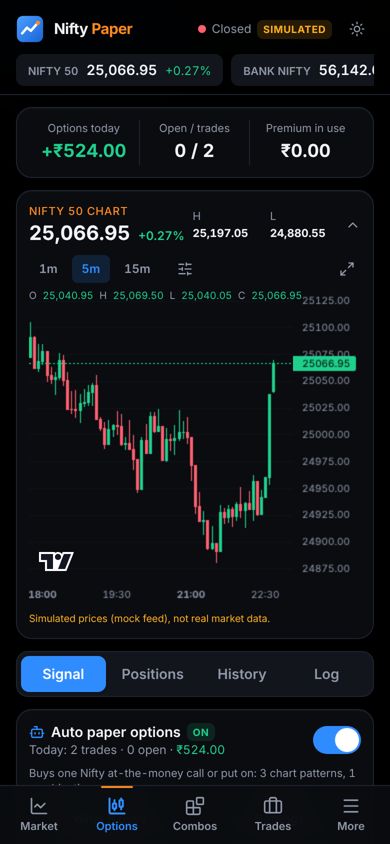 Nifty Paper
Closed SIMULATED
NIFTY 50 25,066.95 +0.27% BANK NIFTY 56,142.
Options today Open / trades Premium in use
+₹524.00 0 / 2 ₹0.00
NIFTY 50 CHART
25,066.95 +0.27%
H
25,197.05
L
24,880.55
1m 5m 15m
O 25,040.95 H 25,069.50 L 25,040.05 C 25,066.95
25125.00
25100.00
25075.00
25066.95
25050.00
25025.00
25000.00
24975.00
24950.00
24925.00
24900.00
24875.00
18:00 19:30 21:00 22:30
Simulated prices (mock feed), not real market data.
Signal Positions History Log
Auto paper options ON
Today: 2 trades · 0 open · ₹524.00
Buys one Nifty at-the-money call or put on: 3 chart patterns, 1
Market Options Combos Trades More